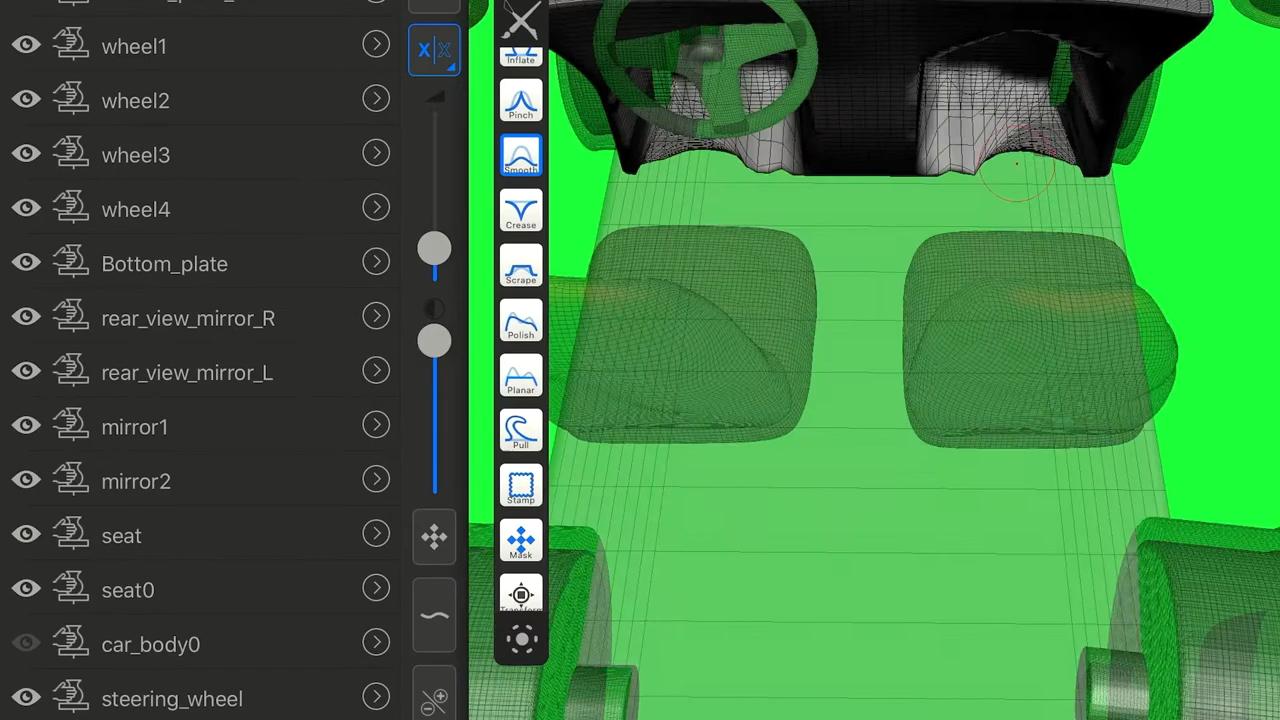 wheel1
wheel2
wheel3
wheel4
Bottom_plate
rear_view_mirror_R
rear_view_mirror_L
mirror1
mirror2
seat
seat0
car_body0
steering_wheel
X|X
Inflate
Pinch
Smooth
Crease
Scrape
Polish
Planar
Pull
Stamp
Mask
Transform